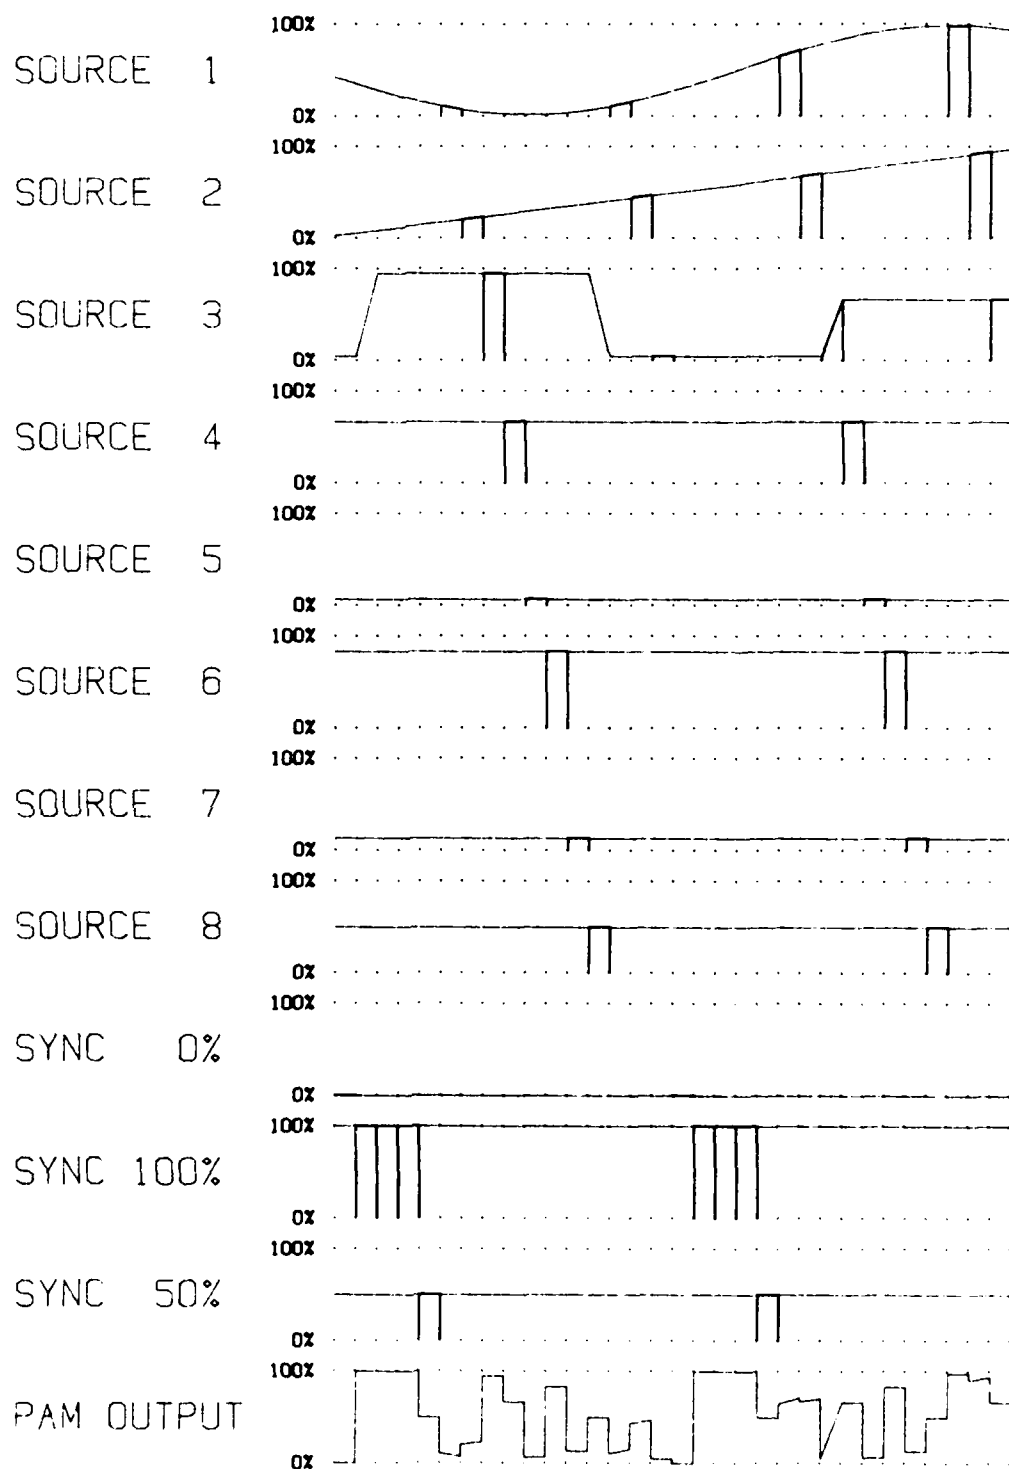 100%
SOURCE 1
0%
100%
SOURCE 2
0%
100%
SOURCE 3
0%
100%
SOURCE 4
0%
100%
SOURCE 5
0%
100%
SOURCE 6
0%
100%
SOURCE 7
0%
100%
SOURCE 8
0%
100%
SYNC 0%
0%
100%
SYNC 100%
0%
100%
SYNC 50%
0%
100%
PAM OUTPUT
0%